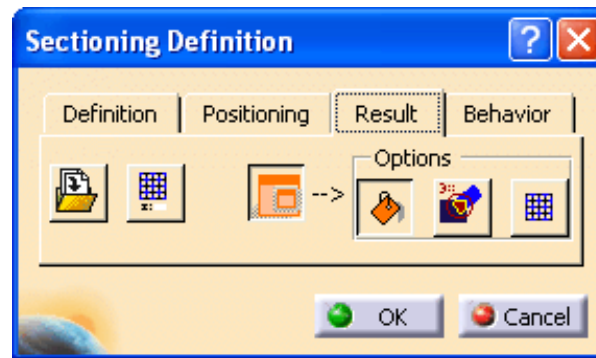 Sectioning Definition
Definition Positioning Result Behavior
Options
-->
OK Cancel